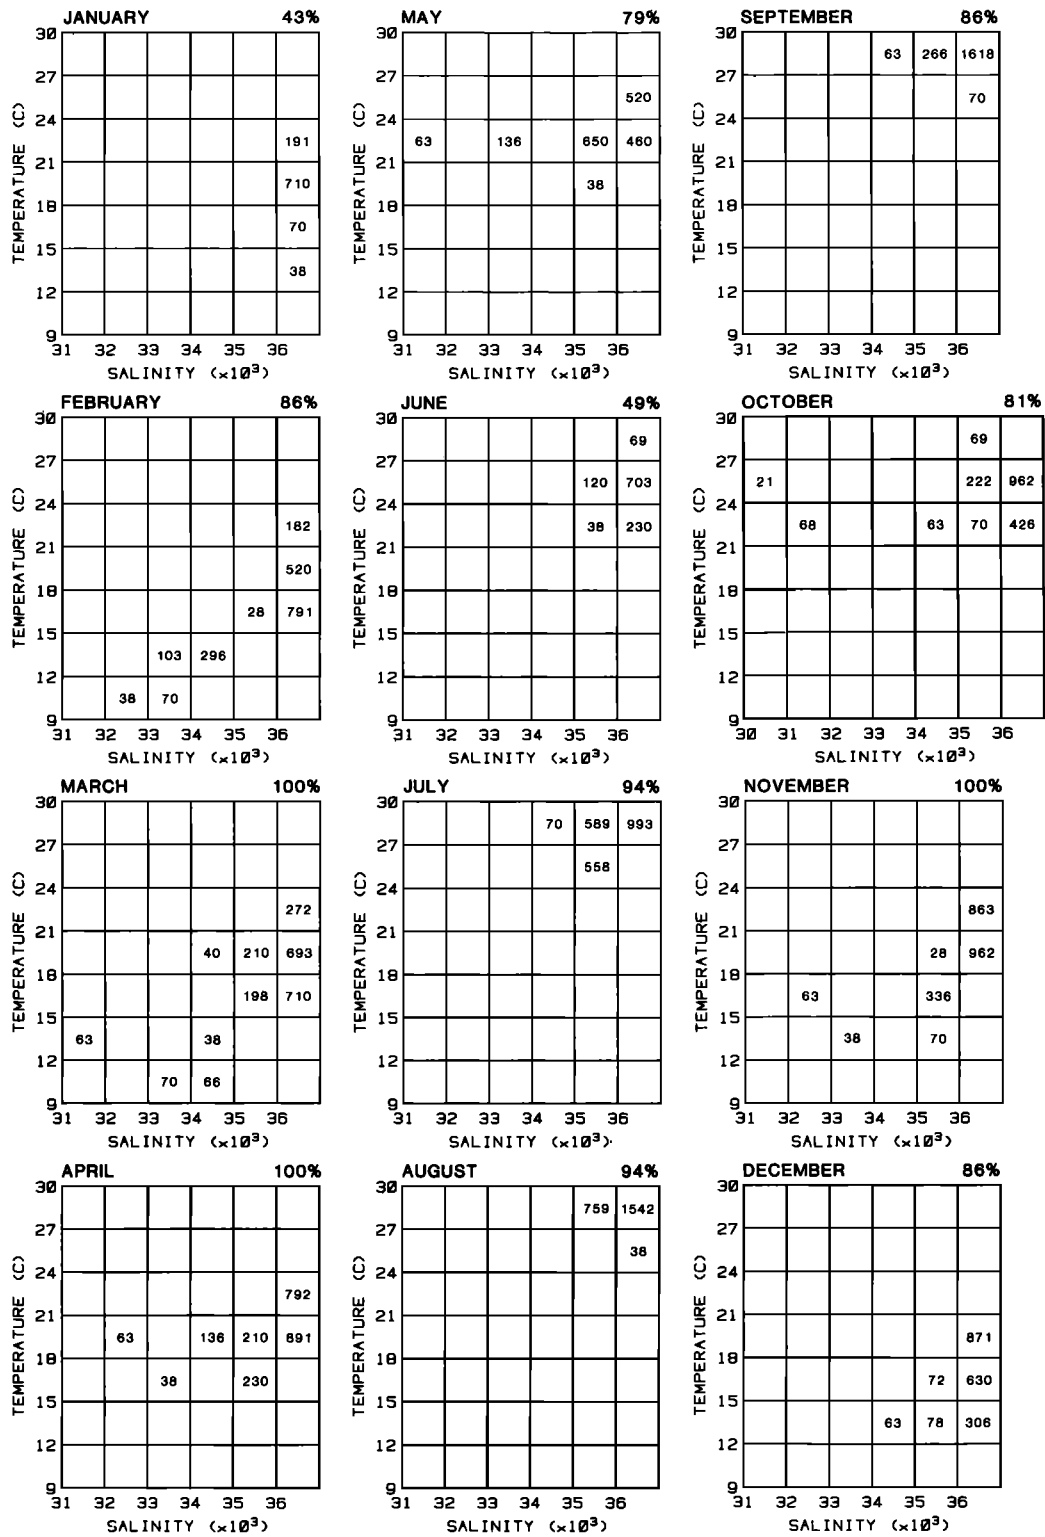 JANUARY 43%
TEMPERATURE (C)
30
27
24
191
21
710
18
70
15
38
12
9
31 32 33 34 35 36
SALINITY (×10³)
FEBRUARY 86%
TEMPERATURE (C)
30
27
24
182
21
520
18
28 791
15
103 296
12
38 70
9
31 32 33 34 35 36
SALINITY (×10³)
MARCH 100%
TEMPERATURE (C)
30
27
24
272
21
40 210 693
18
198 710
15
63 38
12
70 66
9
31 32 33 34 35 36
SALINITY (×10³)
APRIL 100%
TEMPERATURE (C)
30
27
24
792
21
63 136 210 891
18
38 230
15
12
9
31 32 33 34 35 36
SALINITY (×10³)
MAY 79%
TEMPERATURE (C)
30
27
520
24
63 136 650 460
21
38
18
15
12
9
31 32 33 34 35 36
SALINITY (×10³)
JUNE 49%
TEMPERATURE (C)
30
69
27
120 703
24
38 230
21
18
15
12
9
31 32 33 34 35 36
SALINITY (×10³)
JULY 94%
TEMPERATURE (C)
30
70 589 993
27
558
24
21
18
15
12
9
31 32 33 34 35 36
SALINITY (×10³)
AUGUST 94%
TEMPERATURE (C)
30
759 1542
27
38
24
21
18
15
12
9
31 32 33 34 35 36
SALINITY (×10³)
SEPTEMBER 86%
TEMPERATURE (C)
30
63 266 1618
27
70
24
21
18
15
12
9
31 32 33 34 35 36
SALINITY (×10³)
OCTOBER 81%
TEMPERATURE (C)
30
69
27
21 222 962
24
68 63 70 426
21
18
15
12
9
30 31 32 33 34 35 36
SALINITY (×10³)
NOVEMBER 100%
TEMPERATURE (C)
30
27
24
863
21
28 962
18
63 336
15
38 70
12
9
31 32 33 34 35 36
SALINITY (×10³)
DECEMBER 86%
TEMPERATURE (C)
30
27
24
21
871
18
72 630
15
63 78 306
12
9
31 32 33 34 35 36
SALINITY (×10³)